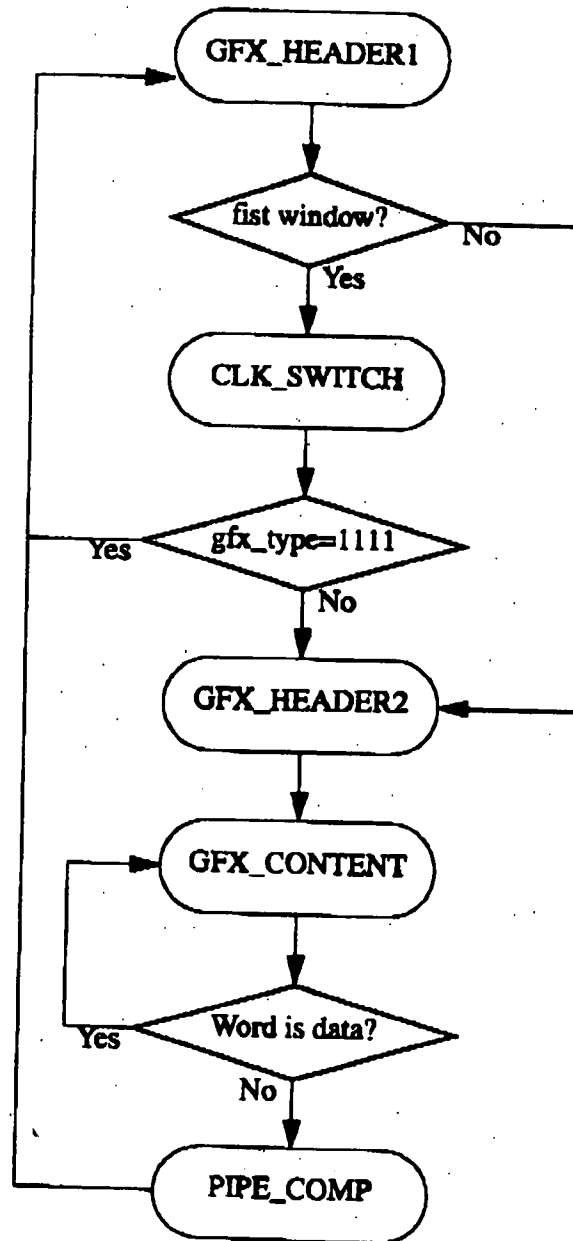 GFX_HEADER1
fist window?
No
Yes
CLK_SWITCH
gfx_type=1111
Yes
No
GFX_HEADER2
GFX_CONTENT
Word is data?
Yes
No
PIPE_COMP